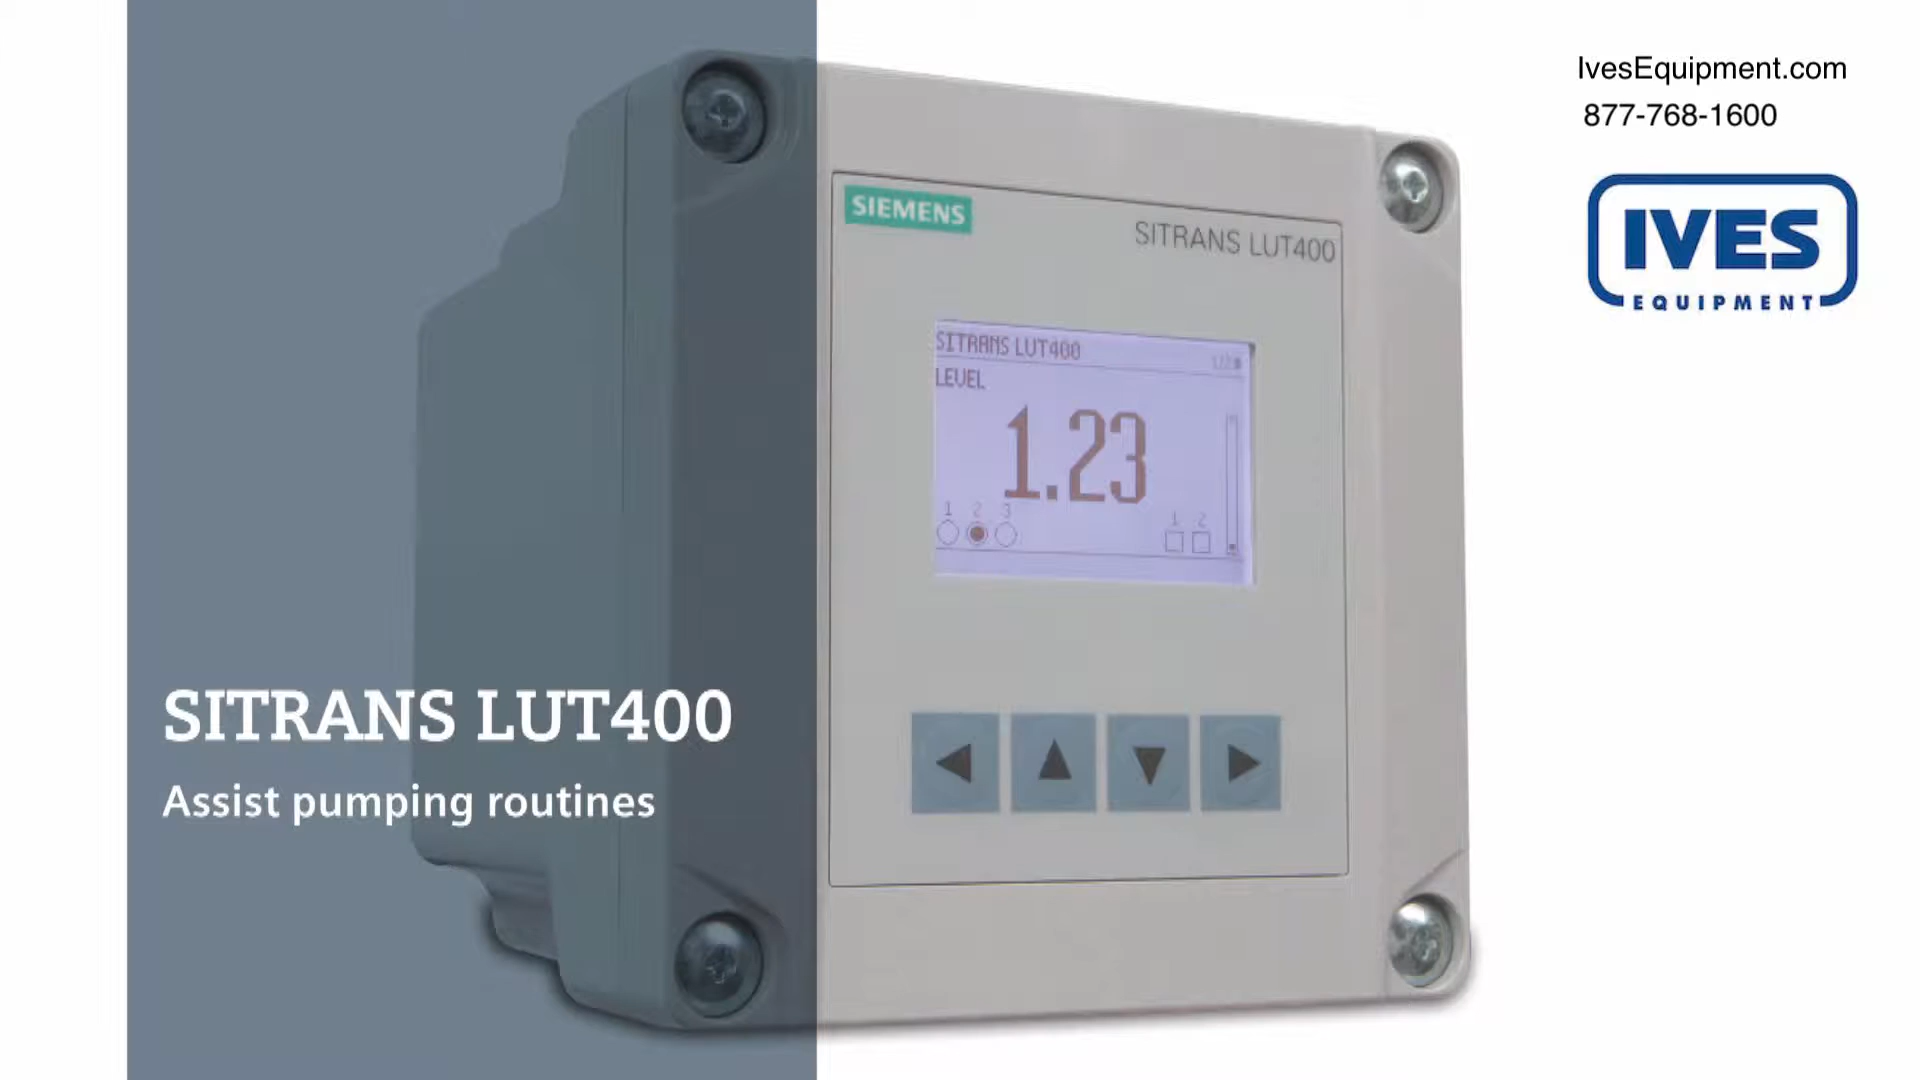 IvesEquipment.com
877-768-1600
IVES
EQUIPMENT
SIEMENS
SITRANS LUT400
SITRANS LUT400
LEVEL
1.23
1 2 3
1 2
SITRANS LUT400
Assist pumping routines